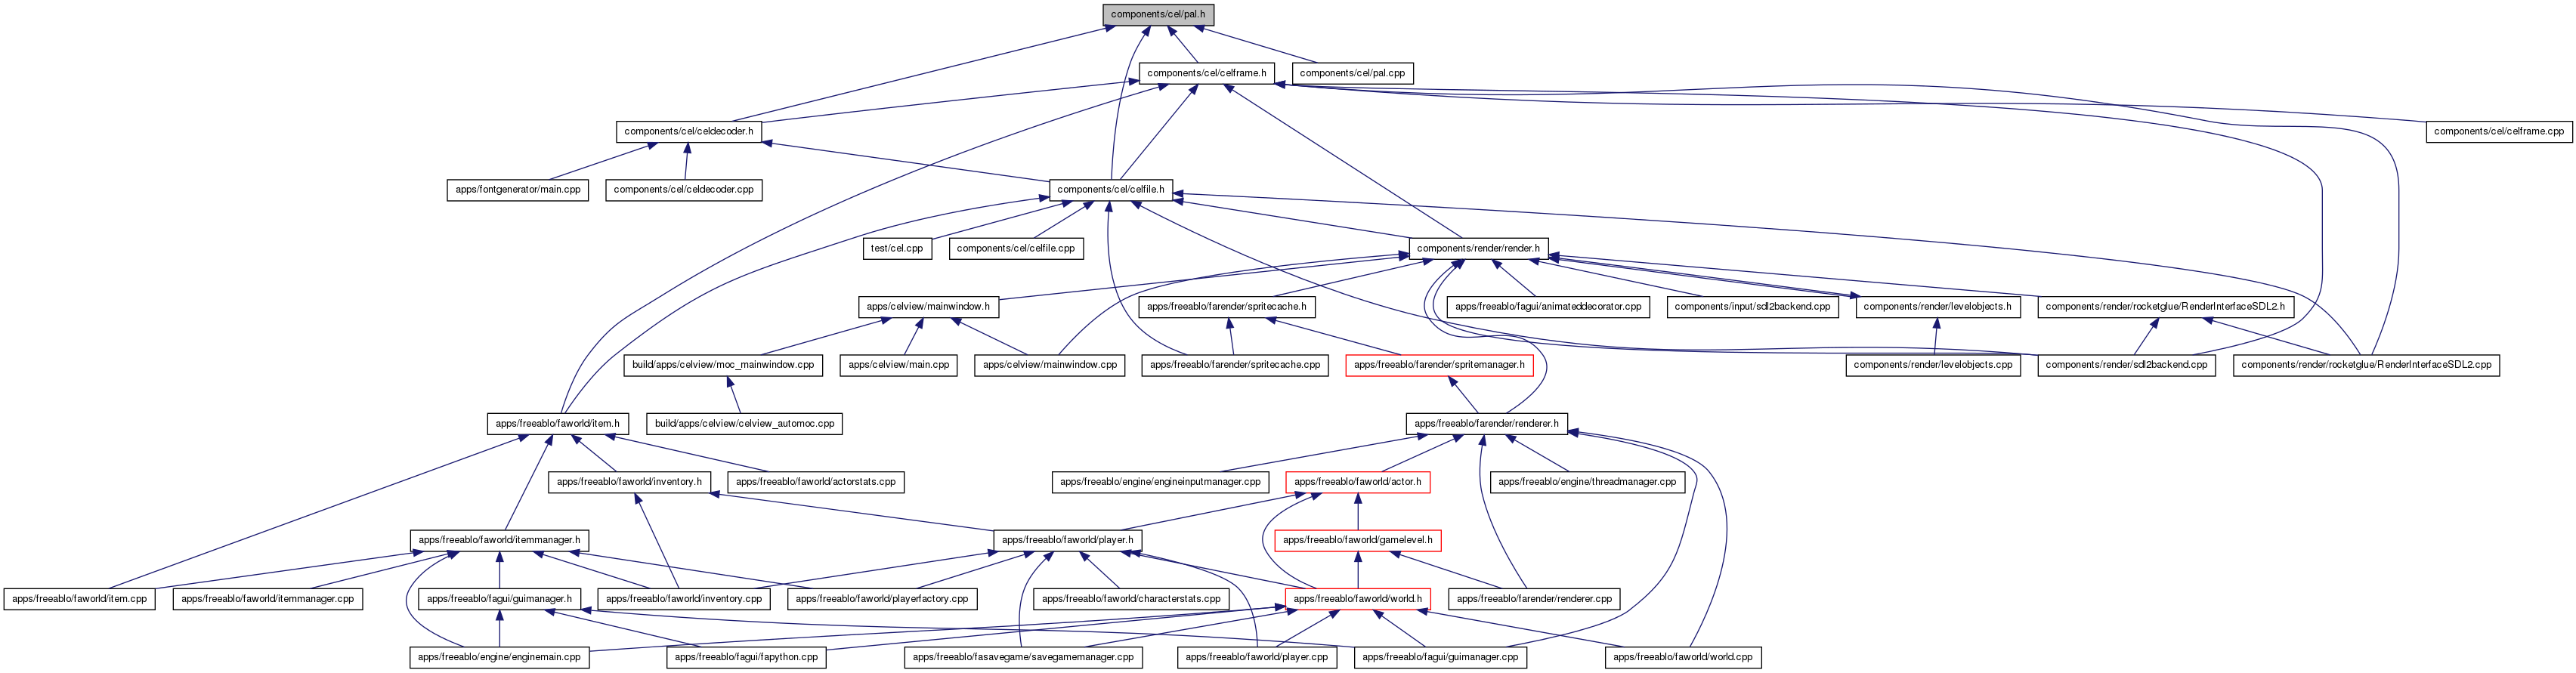 components/cel/pal.h
components/cel/celframe.h
components/cel/pal.cpp
components/cel/celdecoder.h
components/cel/celframe.cpp
apps/fontgenerator/main.cpp
components/cel/celdecoder.cpp
components/cel/celfile.h
test/cel.cpp
components/cel/celfile.cpp
components/render/render.h
apps/celview/mainwindow.h
apps/freeablo/farender/spritecache.h
apps/freeablo/fagui/animateddecorator.cpp
components/input/sdl2backend.cpp
components/render/levelobjects.h
components/render/rocketglue/RenderInterfaceSDL2.h
build/apps/celview/moc_mainwindow.cpp
apps/celview/main.cpp
apps/celview/mainwindow.cpp
apps/freeablo/farender/spritecache.cpp
apps/freeablo/farender/spritemanager.h
components/render/levelobjects.cpp
components/render/sdl2backend.cpp
components/render/rocketglue/RenderInterfaceSDL2.cpp
apps/freeablo/faworld/item.h
build/apps/celview/celview_automoc.cpp
apps/freeablo/farender/renderer.h
apps/freeablo/faworld/inventory.h
apps/freeablo/faworld/actorstats.cpp
apps/freeablo/engine/engineinputmanager.cpp
apps/freeablo/faworld/actor.h
apps/freeablo/engine/threadmanager.cpp
apps/freeablo/faworld/itemmanager.h
apps/freeablo/faworld/player.h
apps/freeablo/faworld/gamelevel.h
apps/freeablo/faworld/item.cpp
apps/freeablo/faworld/itemmanager.cpp
apps/freeablo/fagui/guimanager.h
apps/freeablo/faworld/inventory.cpp
apps/freeablo/faworld/playerfactory.cpp
apps/freeablo/faworld/characterstats.cpp
apps/freeablo/faworld/world.h
apps/freeablo/farender/renderer.cpp
apps/freeablo/engine/enginemain.cpp
apps/freeablo/fagui/fapython.cpp
apps/freeablo/fasavegame/savegamemanager.cpp
apps/freeablo/faworld/player.cpp
apps/freeablo/fagui/guimanager.cpp
apps/freeablo/faworld/world.cpp